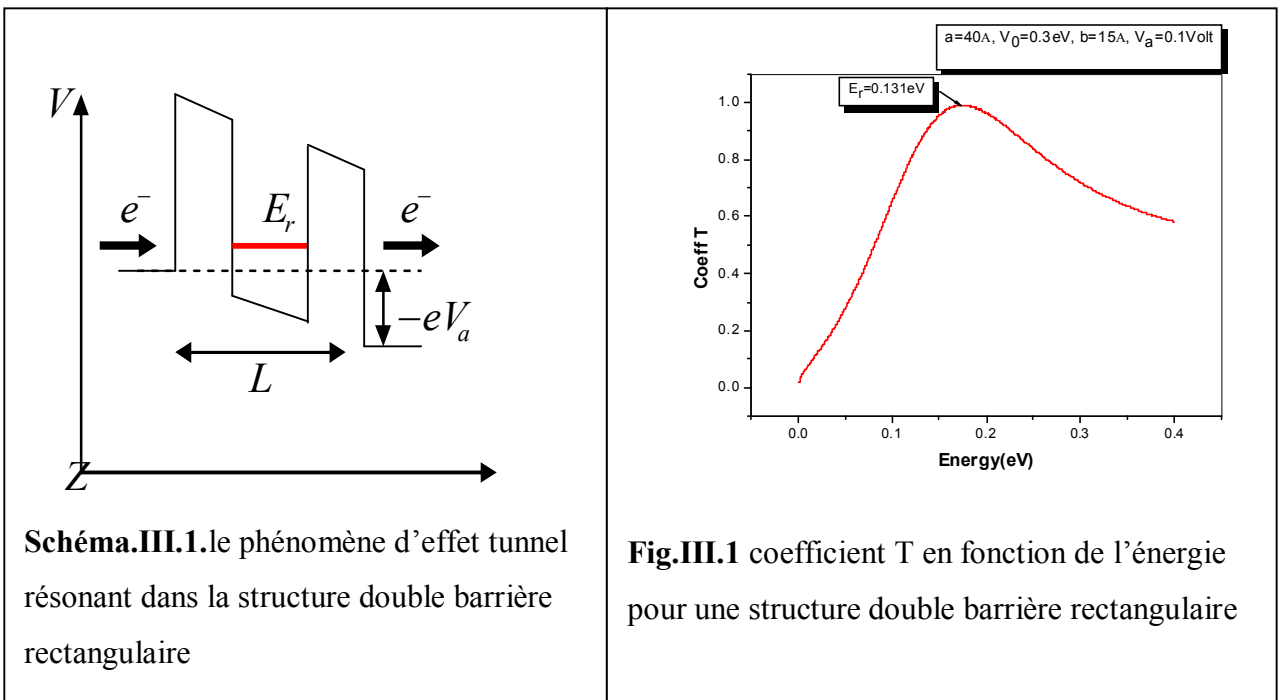 V
e⁻
E_r
e⁻
−eV_a
L
Z
Schéma.III.1.le phénomène d’effet tunnel
résonant dans la structure double barrière
rectangulaire
a=40A, V_0=0.3eV, b=15A, V_a=0.1Volt
E_r=0.131eV
1.0
0.8
0.6
0.4
0.2
0.0
Coeff T
0.0 0.1 0.2 0.3 0.4
Energy(eV)
Fig.III.1 coefficient T en fonction de l’énergie
pour une structure double barrière rectangulaire